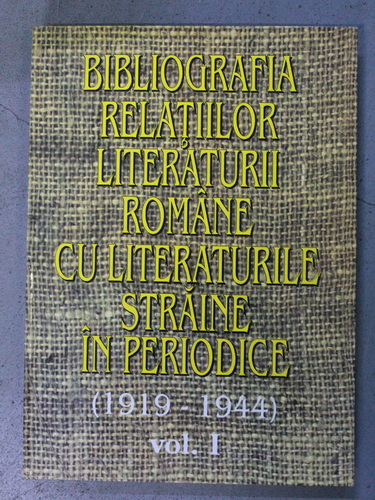 BIBLIOGRAFIA
RELAȚIILOR
LITERATURII
ROMÂNE
CU LITERATURILE
STRĂINE
ÎN PERIODICE
(1919 - 1944)
vol. I